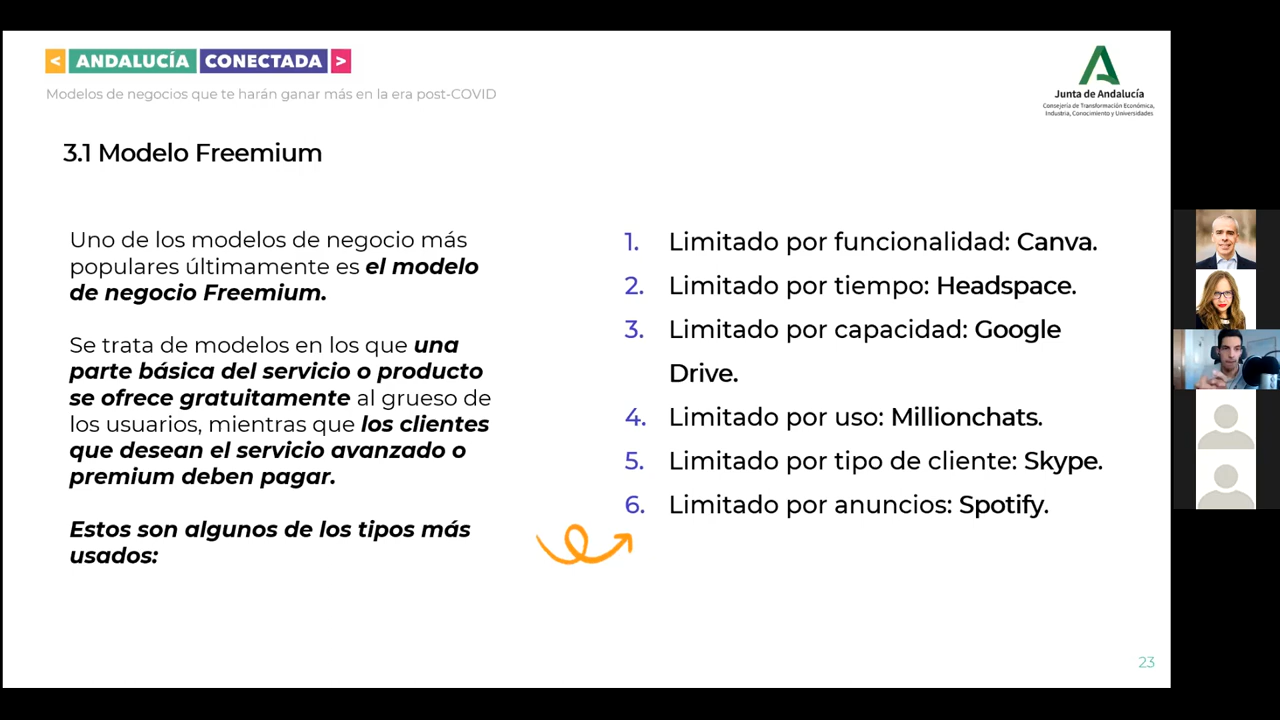 < ANDALUCÍA CONECTADA >
Modelos de negocios que te harán ganar más en la era post-COVID
Junta de Andalucía
Consejería de Transformación Económica,
Industria, Conocimiento y Universidades
3.1 Modelo Freemium
Uno de los modelos de negocio más
populares últimamente es el modelo
de negocio Freemium.
Se trata de modelos en los que una
parte básica del servicio o producto
se ofrece gratuitamente al grueso de
los usuarios, mientras que los clientes
que desean el servicio avanzado o
premium deben pagar.
Estos son algunos de los tipos más
usados:
1. Limitado por funcionalidad: Canva.
2. Limitado por tiempo: Headspace.
3. Limitado por capacidad: Google
Drive.
4. Limitado por uso: Millionchats.
5. Limitado por tipo de cliente: Skype.
6. Limitado por anuncios: Spotify.
23